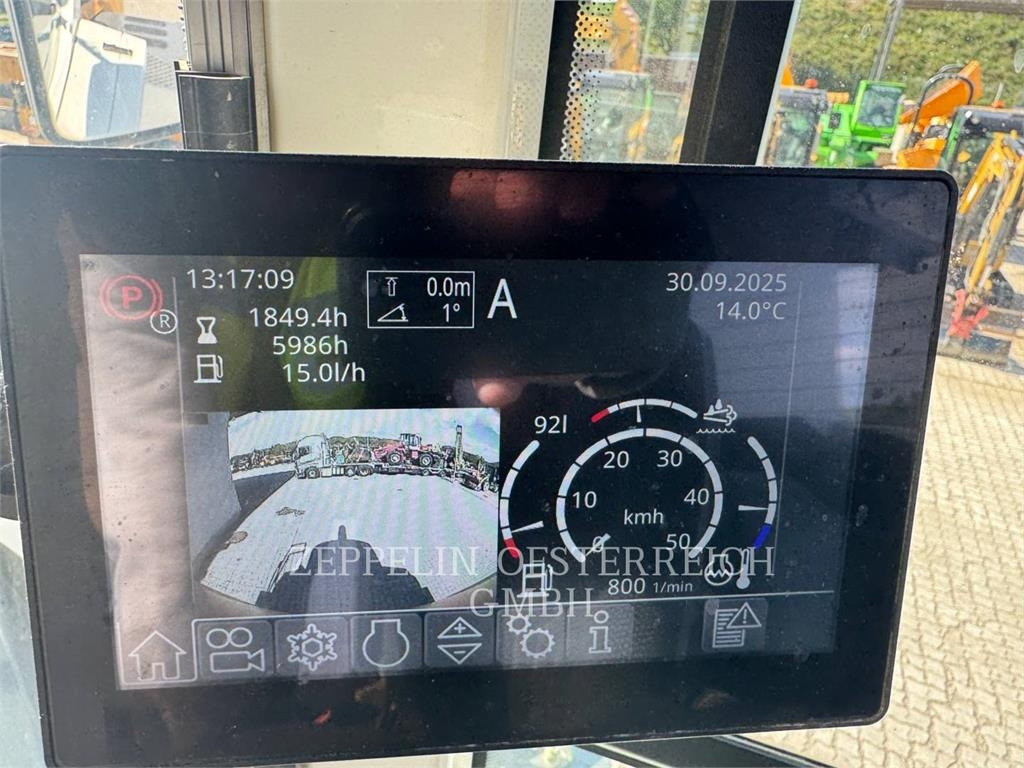 P
R
13:17:09
1849.4h
5986h
15.0l/h
0.0m
1º
A
30.09.2025
14.0°C
92l
0
10
20
30
40
50
kmh
800 1/min
ZEPPELIN OESTERREICH
GMBH